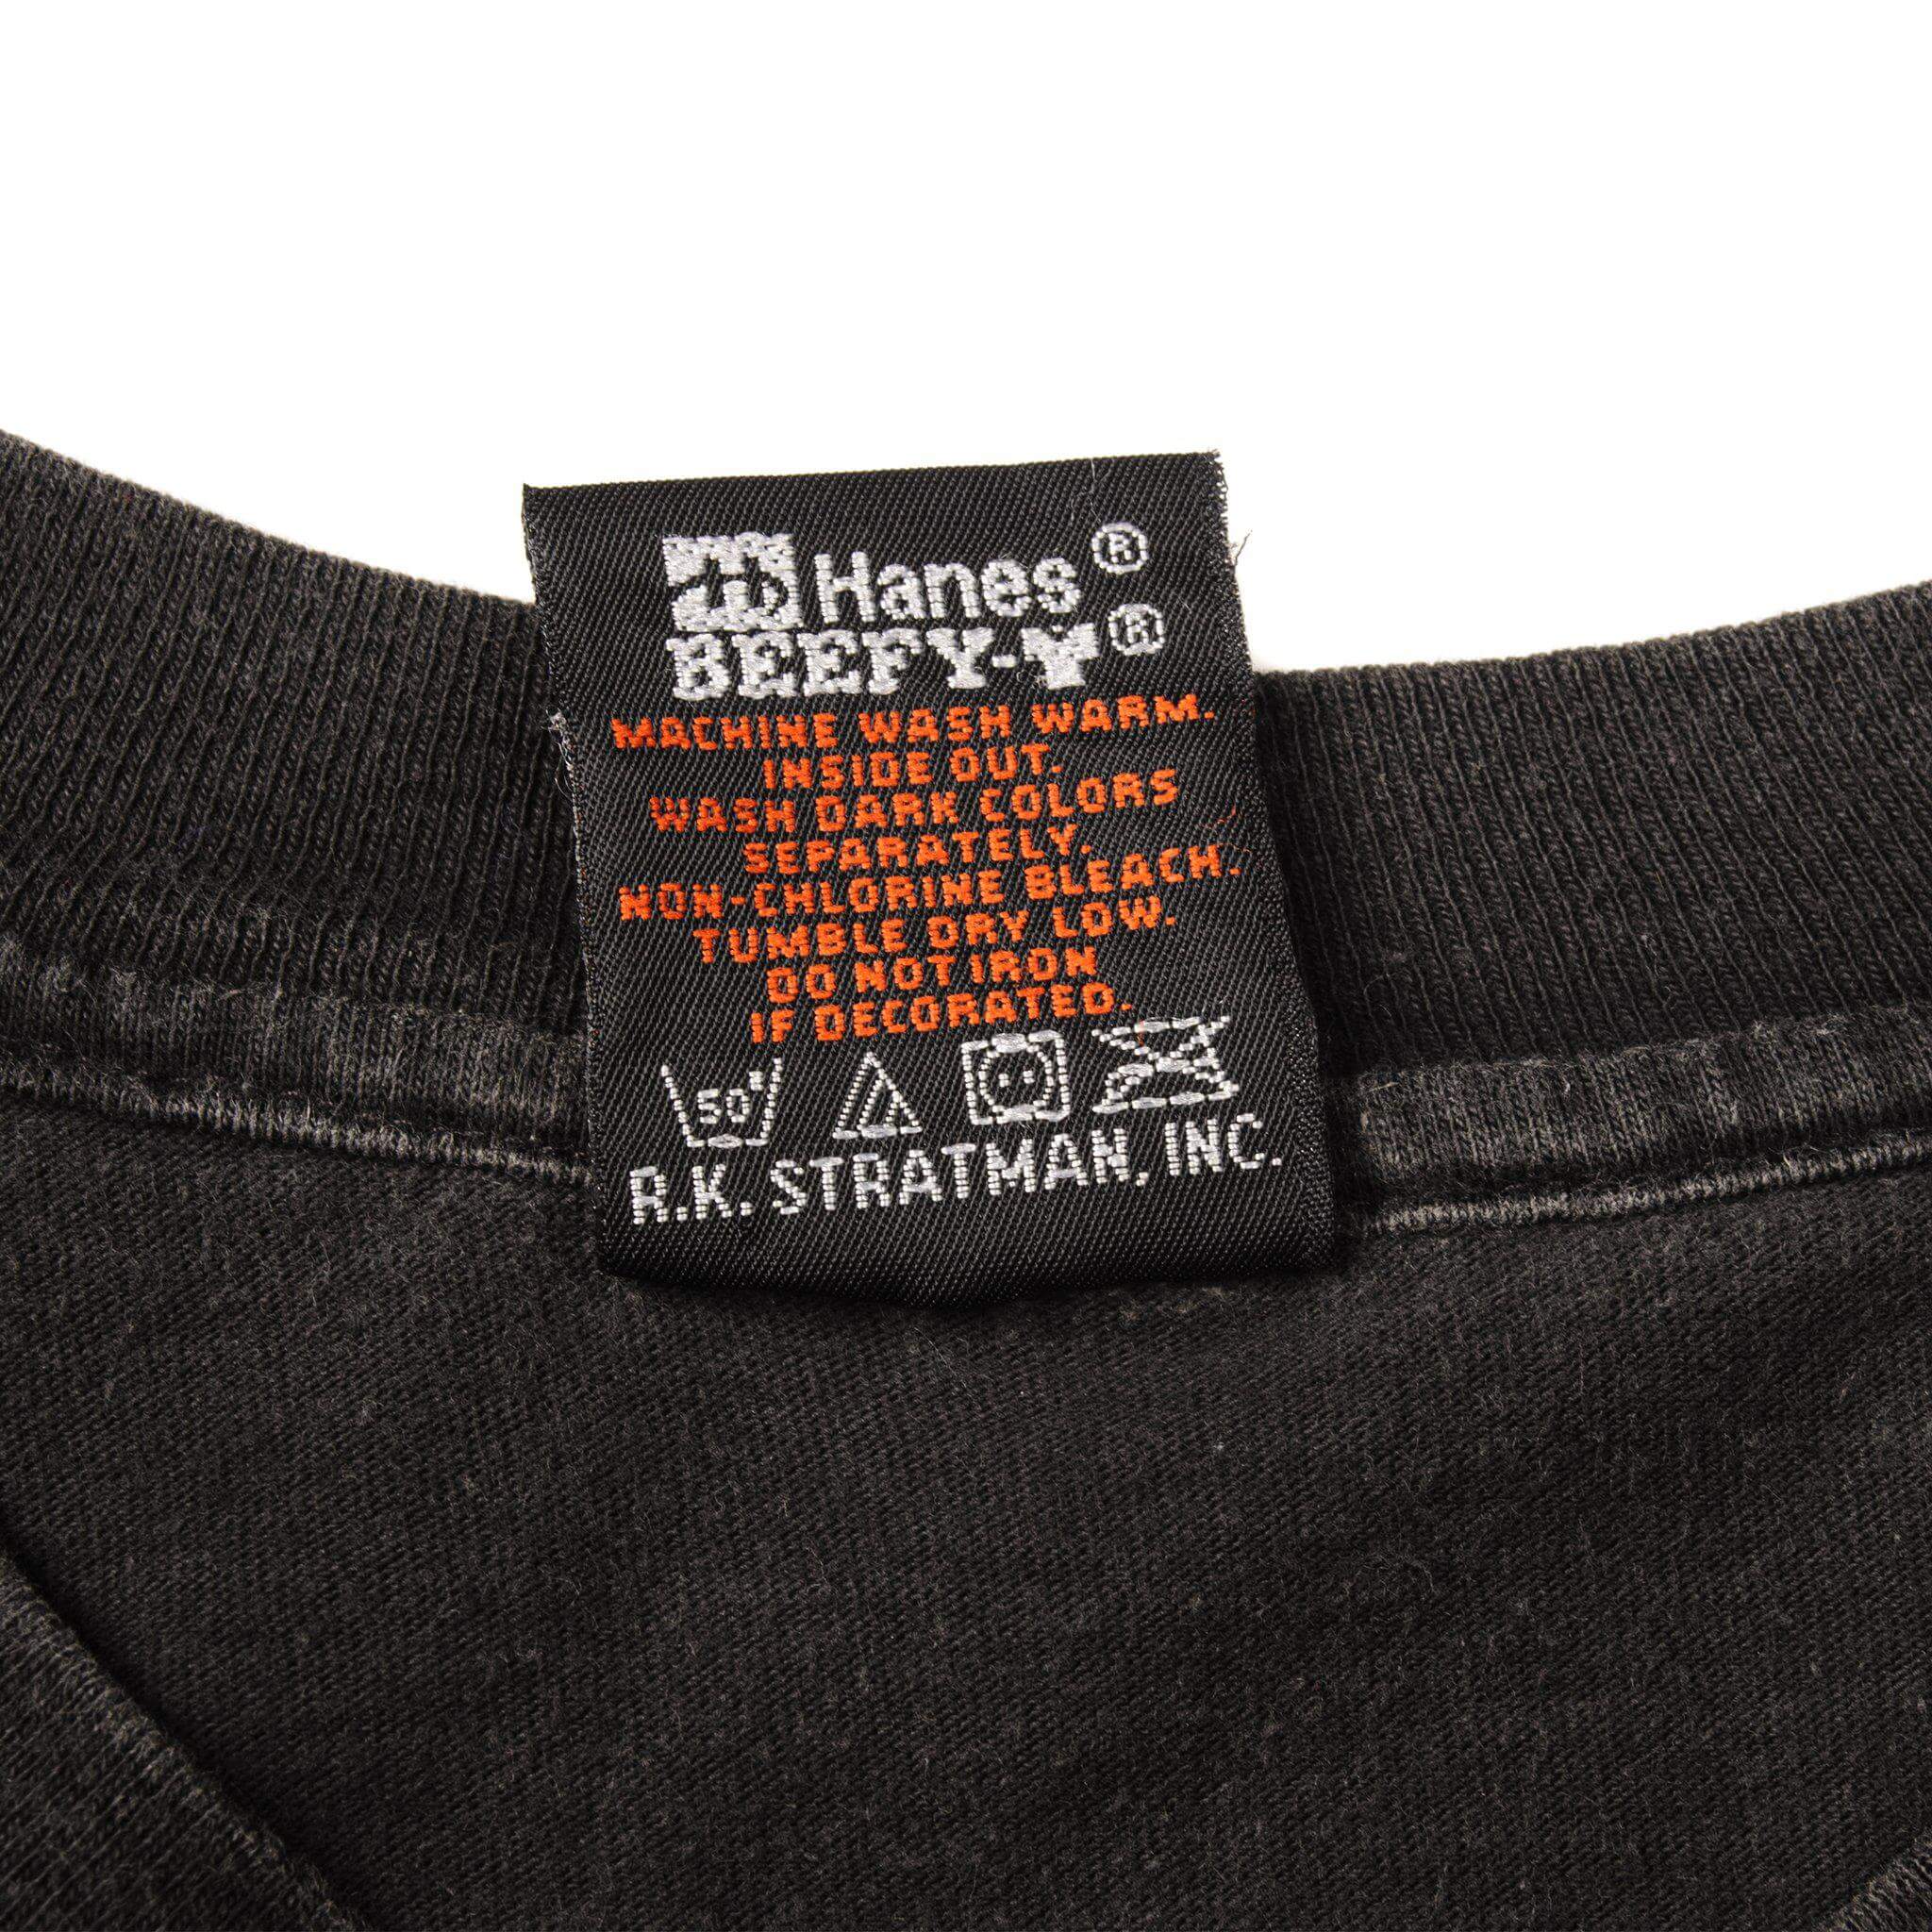 Hanes®
BEEFY-T®
MACHINE WASH WARM.
INSIDE OUT.
WASH DARK COLORS
SEPARATELY.
NON-CHLORINE BLEACH.
TUMBLE DRY LOW.
DO NOT IRON
IF DECORATED.
50°
R.K. STRATMAN, INC.